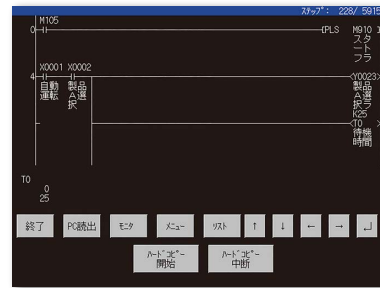 ステップ: 228/ 5915
M105
0 PLS M910
スタ
ート
フラ
X0001 X0002 Y0023
4
自動 製品 製品
運転 A選 A選
択 択ラ
K25
T0
待機
時間
T0
0
25
終了 PC読出 モニタ メニュー リスト ↑ ↓ ← → ↲
ハードコピー ハードコピー
開始 中断